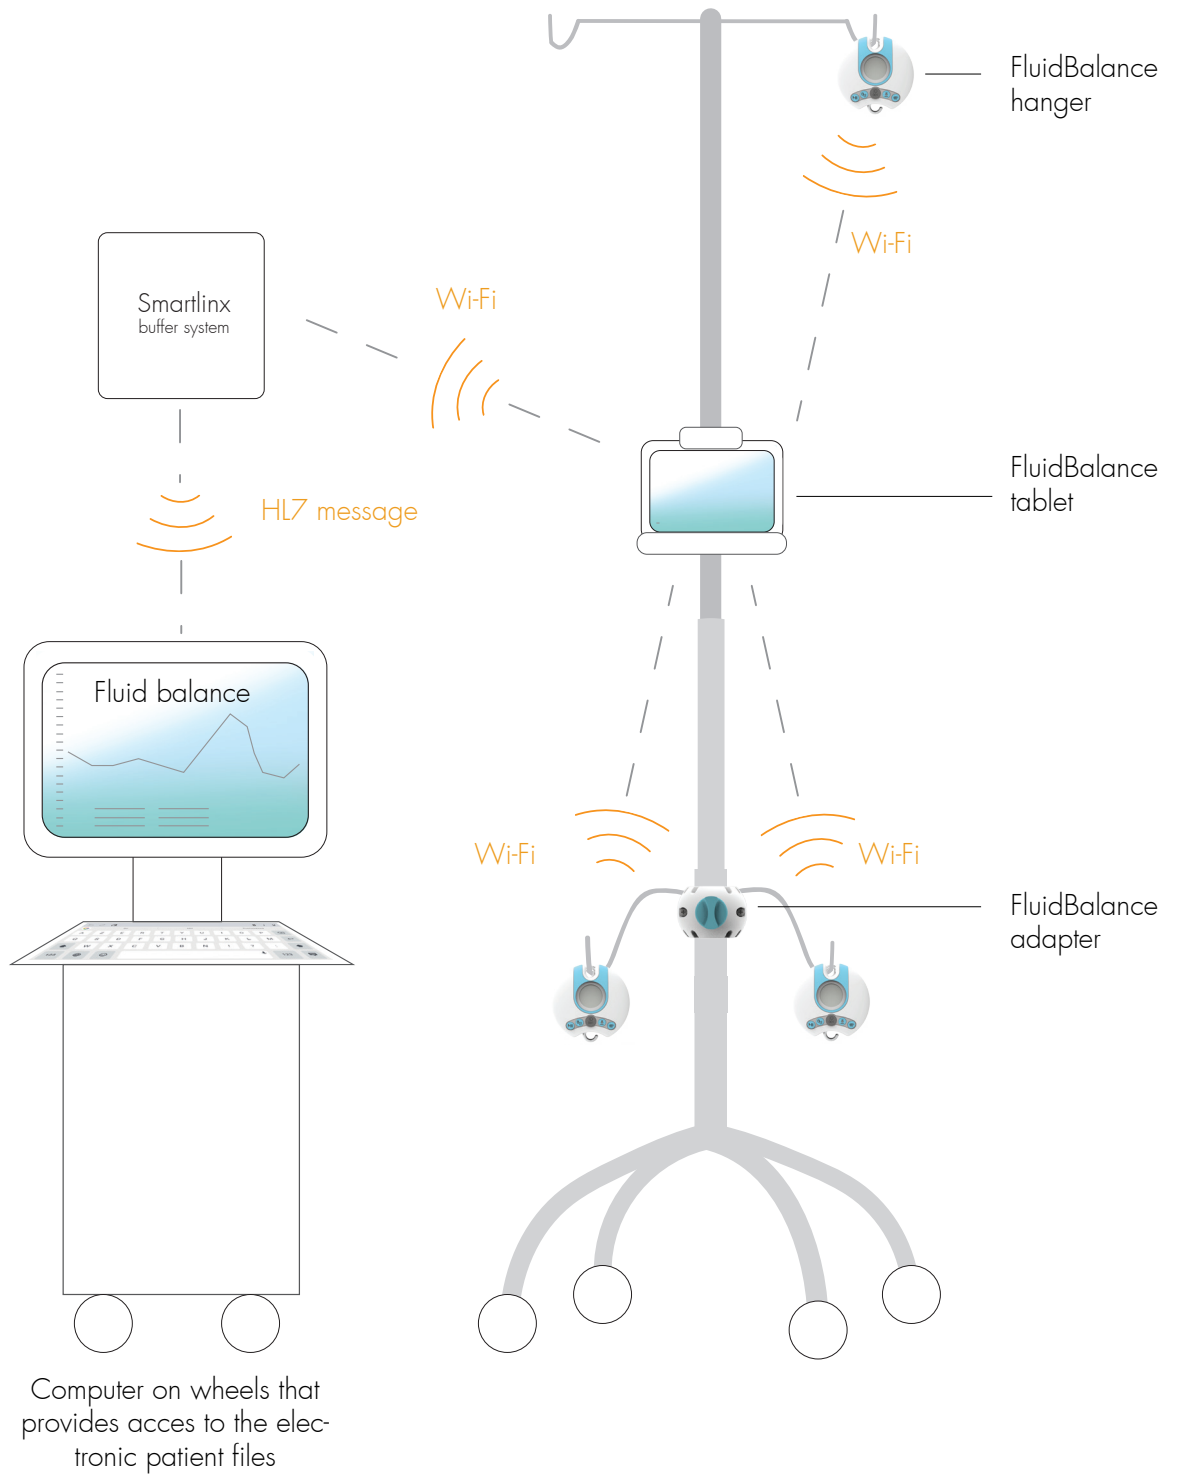 FluidBalance
hanger
Wi-Fi
Wi-Fi
Smartlinx
buffer system
FluidBalance
tablet
HL7 message
Fluid balance
Wi-Fi
Wi-Fi
FluidBalance
adapter
Computer on wheels that
provides acces to the elec-
tronic patient files